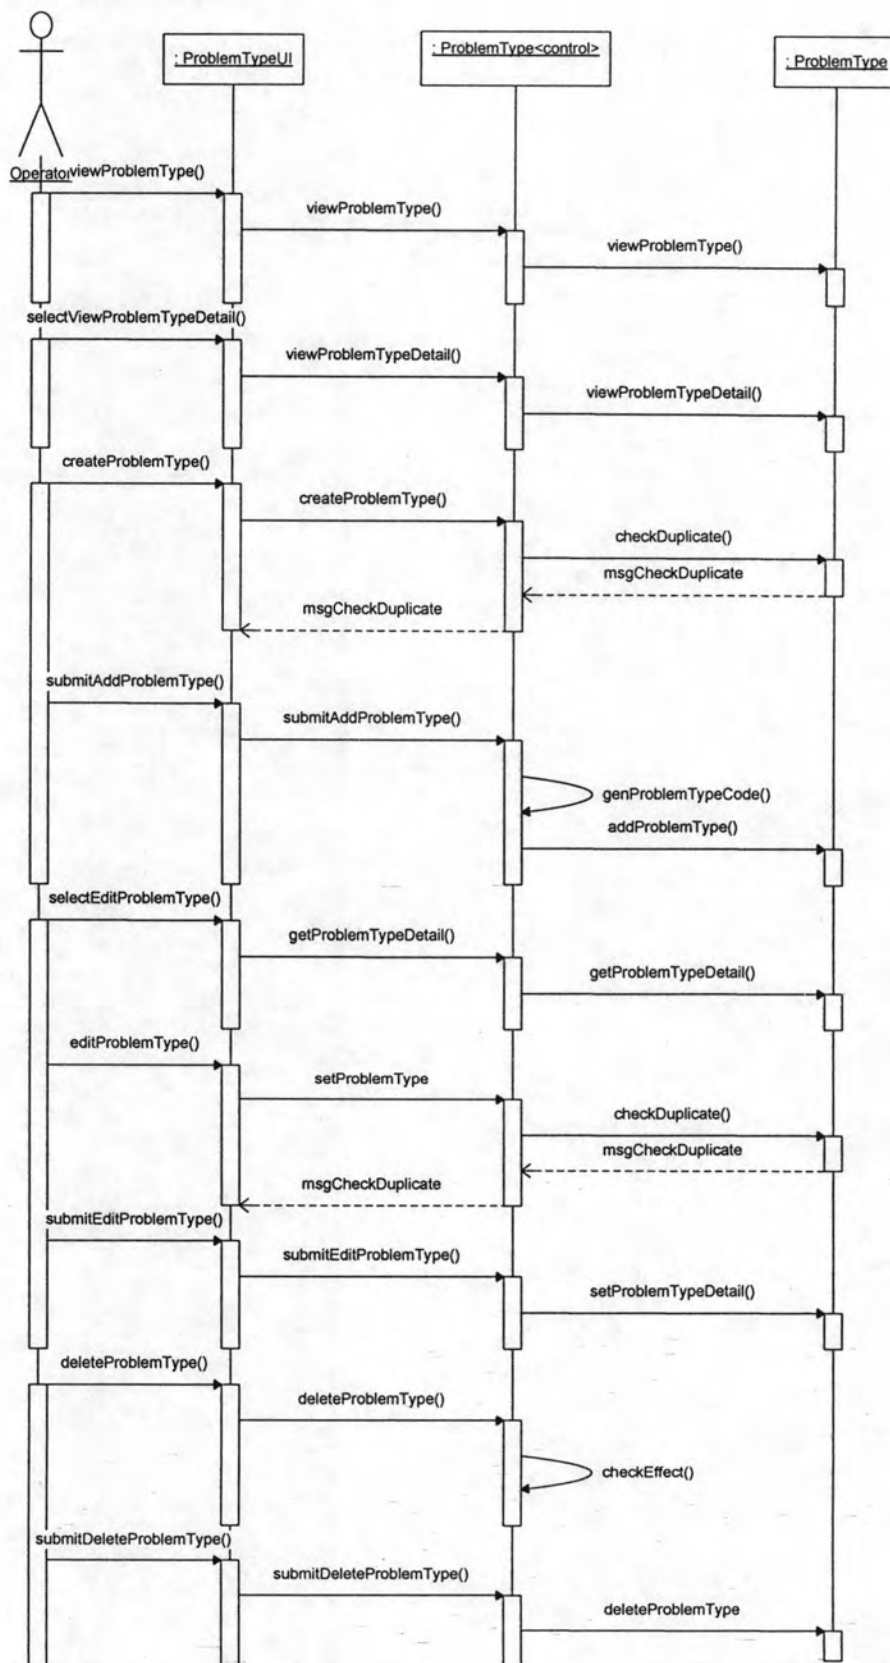 : ProblemTypeUI
: ProblemType<control>
: ProblemType
Operator
viewProblemType()
viewProblemType()
viewProblemType()
selectViewProblemTypeDetail()
viewProblemTypeDetail()
viewProblemTypeDetail()
createProblemType()
createProblemType()
checkDuplicate()
msgCheckDuplicate
msgCheckDuplicate
submitAddProblemType()
submitAddProblemType()
genProblemTypeCode()
addProblemType()
selectEditProblemType()
getProblemTypeDetail()
getProblemTypeDetail()
editProblemType()
setProblemType
checkDuplicate()
msgCheckDuplicate
msgCheckDuplicate
submitEditProblemType()
submitEditProblemType()
setProblemTypeDetail()
deleteProblemType()
deleteProblemType()
checkEffect()
submitDeleteProblemType()
submitDeleteProblemType()
deleteProblemType